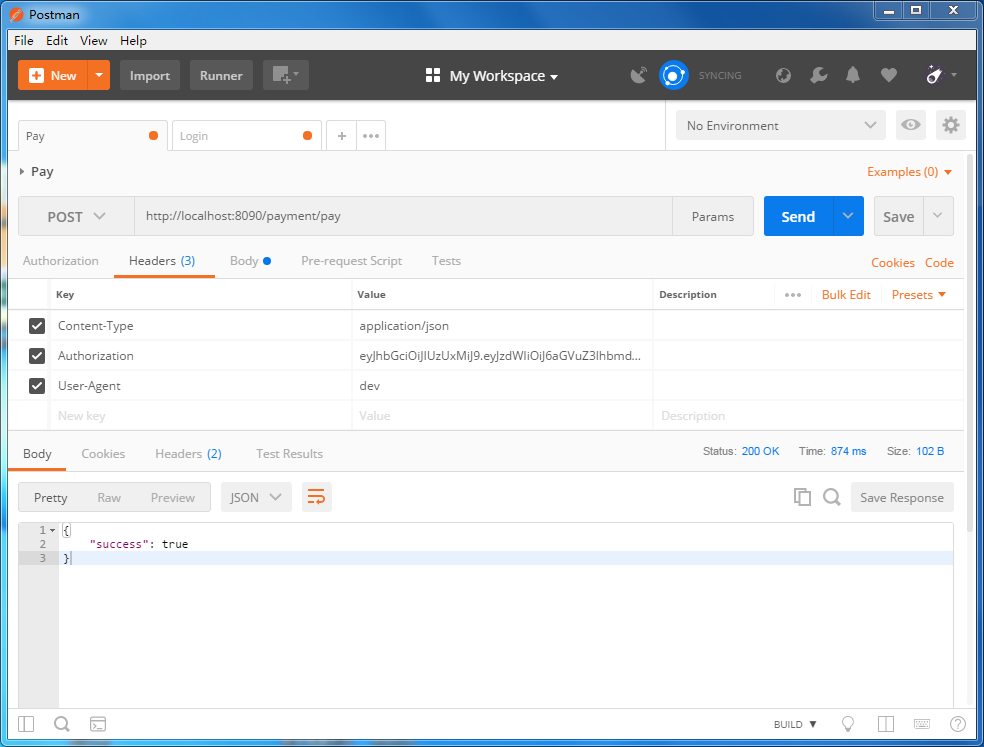 Postman
File Edit View Help
New Import Runner My Workspace SYNCING
Pay Login + ••• No Environment
Pay Examples (0)
POST http://localhost:8090/payment/pay Params Send Save
Authorization Headers (3) Body Pre-request Script Tests Cookies Code
Key Value Description ••• Bulk Edit Presets
Content-Type application/json
Authorization eyJhbGciOiJIUzUxMiJ9.eyJzdWIiOiJ6aGVuZ3Ihbmd...
User-Agent dev
New key Value Description
Body Cookies Headers (2) Test Results Status: 200 OK Time: 874 ms Size: 102 B
Pretty Raw Preview JSON Save Response
1 {
2 "success": true
3 }
BUILD